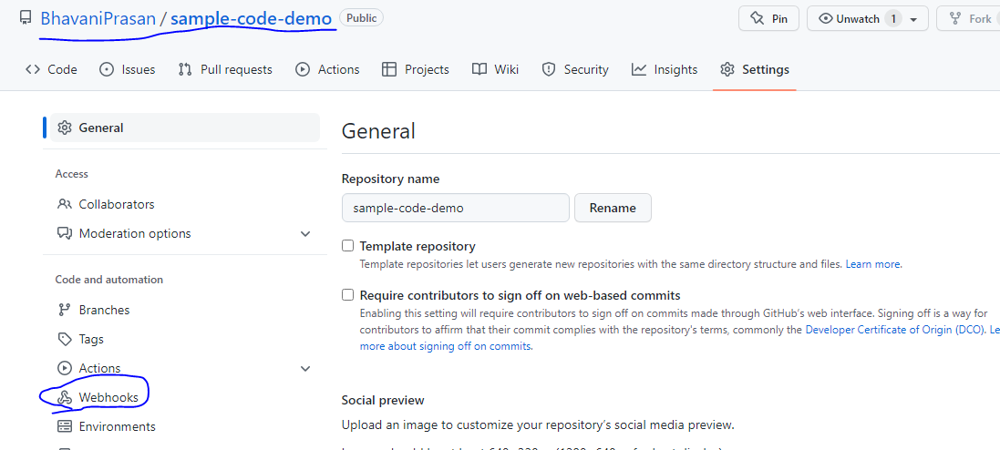 BhavaniPrasan / sample-code-demo Public Pin Unwatch 1 Fork
Code Issues Pull requests Actions Projects Wiki Security Insights Settings
General
General
Access
Collaborators
Moderation options
Code and automation
Branches
Tags
Actions
Webhooks
Environments
Repository name
sample-code-demo Rename
Template repository
Template repositories let users generate new repositories with the same directory structure and files. Learn more.
Require contributors to sign off on web-based commits
Enabling this setting will require contributors to sign off on commits made through GitHub's web interface. Signing off is a way for
contributors to affirm that their commit complies with the repository's terms, commonly the Developer Certificate of Origin (DCO). Le
more about signing off on commits.
Social preview
Upload an image to customize your repository's social media preview.